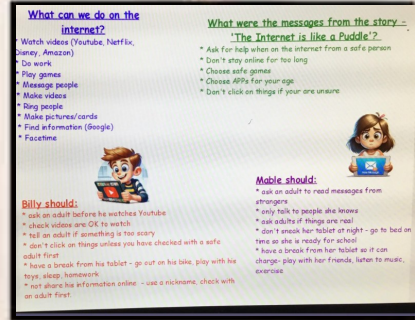 What can we do on the
internet?
* Watch videos (Youtube, Netflix,
Disney, Amazon)
* Do work
* Play games
* Message people
* Make videos
* Ring people
* Make pictures/cards
* Find information (Google)
* Facetime
What were the messages from the story -
'The Internet is like a Puddle'?
* Ask for help when on the internet from a safe person
* Don't stay online for too long
* Choose safe games
* Choose APPs for your age
* Don't click on things if your are unsure
Billy should:
* ask an adult before he watches Youtube
* check videos are OK to watch
* tell an adult if something is too scary
* don't click on things unless you have checked with a safe
adult first
* have a break from his tablet - go out on his bike, play with his
toys, sleep, homework.
* not share his information online. - use a nickname, check with
an adult first.
Mable should:
* ask an adult to read messages from
strangers
* only talk to people she knows
* ask adults if things are real
* don't sneak her tablet at night - go to bed on
time so she is ready for school
* have a break from her tablet so it can
charge- play with her friends, listen to music,
exercise